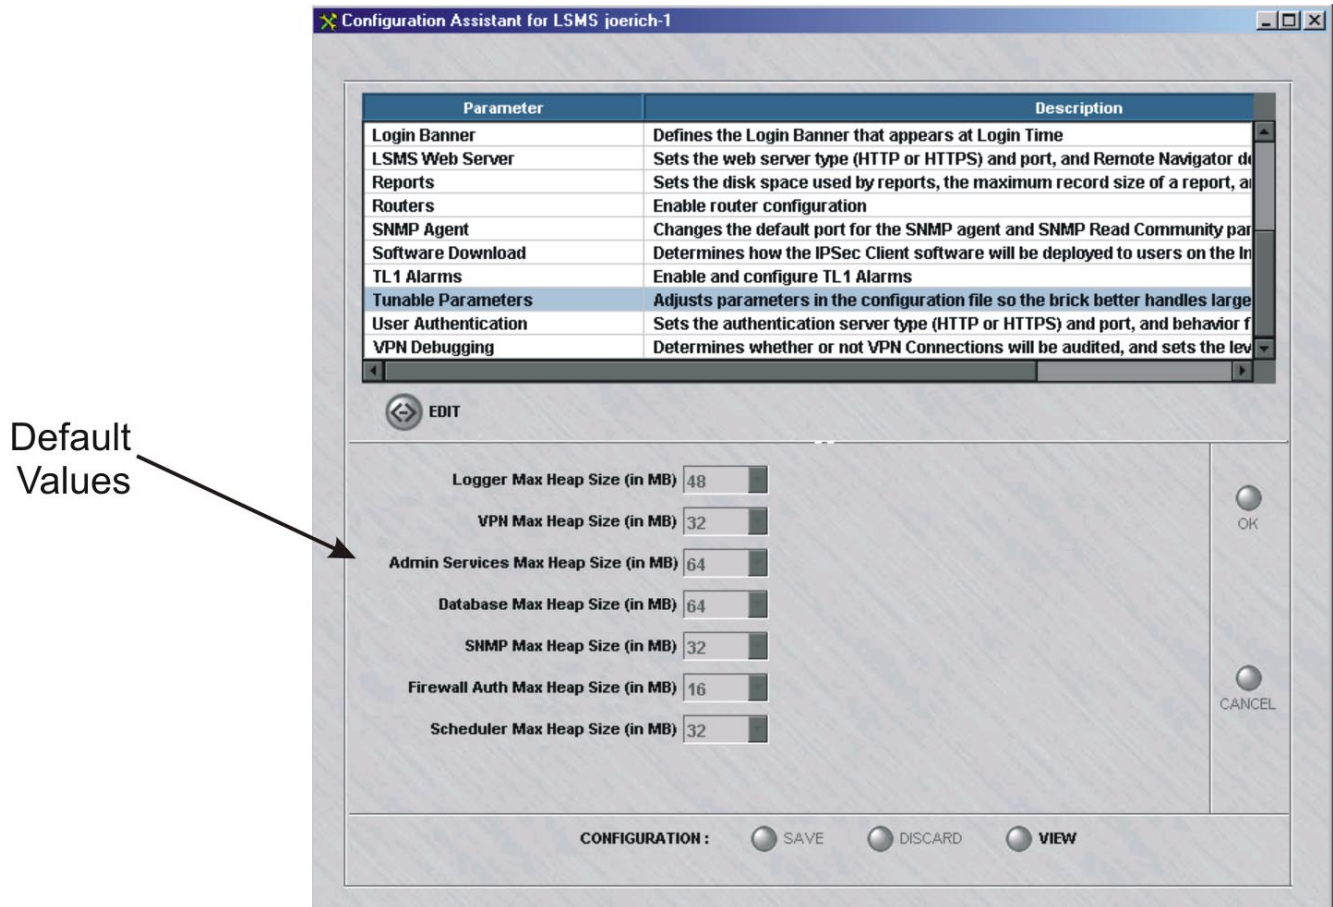 Configuration Assistant for LSMS joerich-1
Parameter Description
Login Banner Defines the Login Banner that appears at Login Time
LSMS Web Server Sets the web server type (HTTP or HTTPS) and port, and Remote Navigator
Reports Sets the disk space used by reports, the maximum record size of a report,
Routers Enable router configuration
SNMP Agent Changes the default port for the SNMP agent and SNMP Read Community
Software Download Determines how the IPSec Client software will be deployed to users on the
TL1 Alarms Enable and configure TL1 Alarms
Tunable Parameters Adjusts parameters in the configuration file so the brick better handles large
User Authentication Sets the authentication server type (HTTP or HTTPS) and port, and behavior
VPN Debugging Determines whether or not VPN Connections will be audited, and sets the
EDIT
Default
Values
Logger Max Heap Size (in MB) 48
VPN Max Heap Size (in MB) 32
Admin Services Max Heap Size (in MB) 64
Database Max Heap Size (in MB) 64
SNMP Max Heap Size (in MB) 32
Firewall Auth Max Heap Size (in MB) 16
Scheduler Max Heap Size (in MB) 32
OK
CANCEL
CONFIGURATION : SAVE DISCARD VIEW